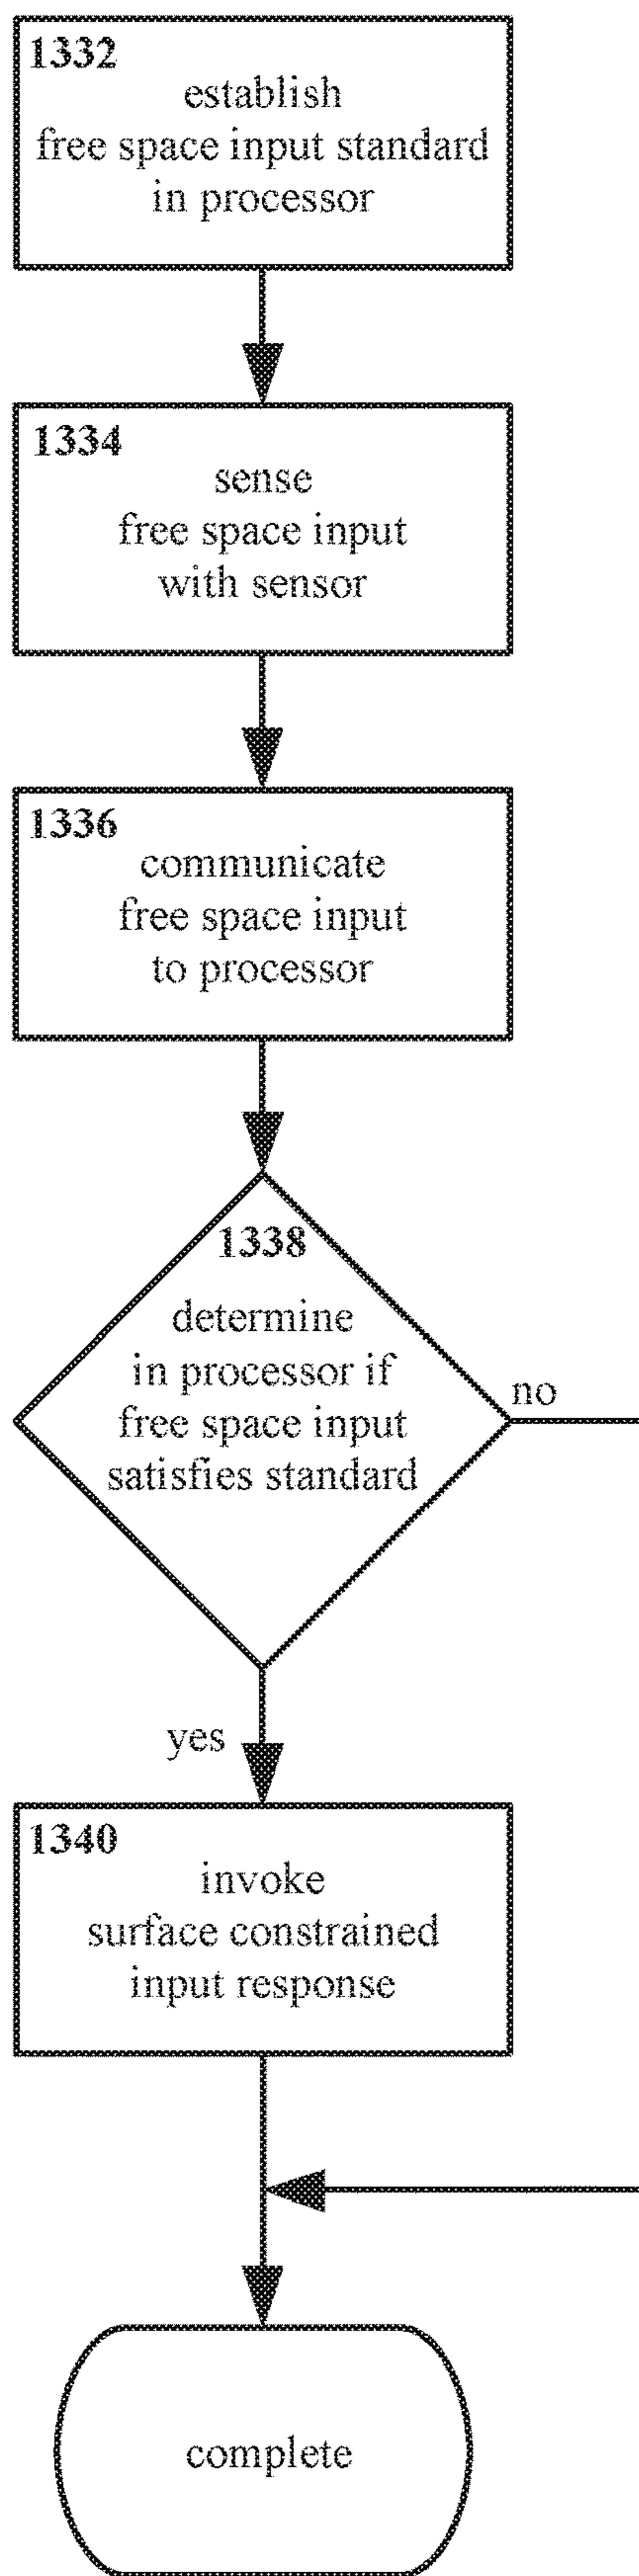 1332
establish
free space input standard
in processor
1334
sense
free space input
with sensor
1336
communicate
free space input
to processor
1338
determine
in processor if
free space input
satisfies standard
no
yes
1340
invoke
surface constrained
input response
complete